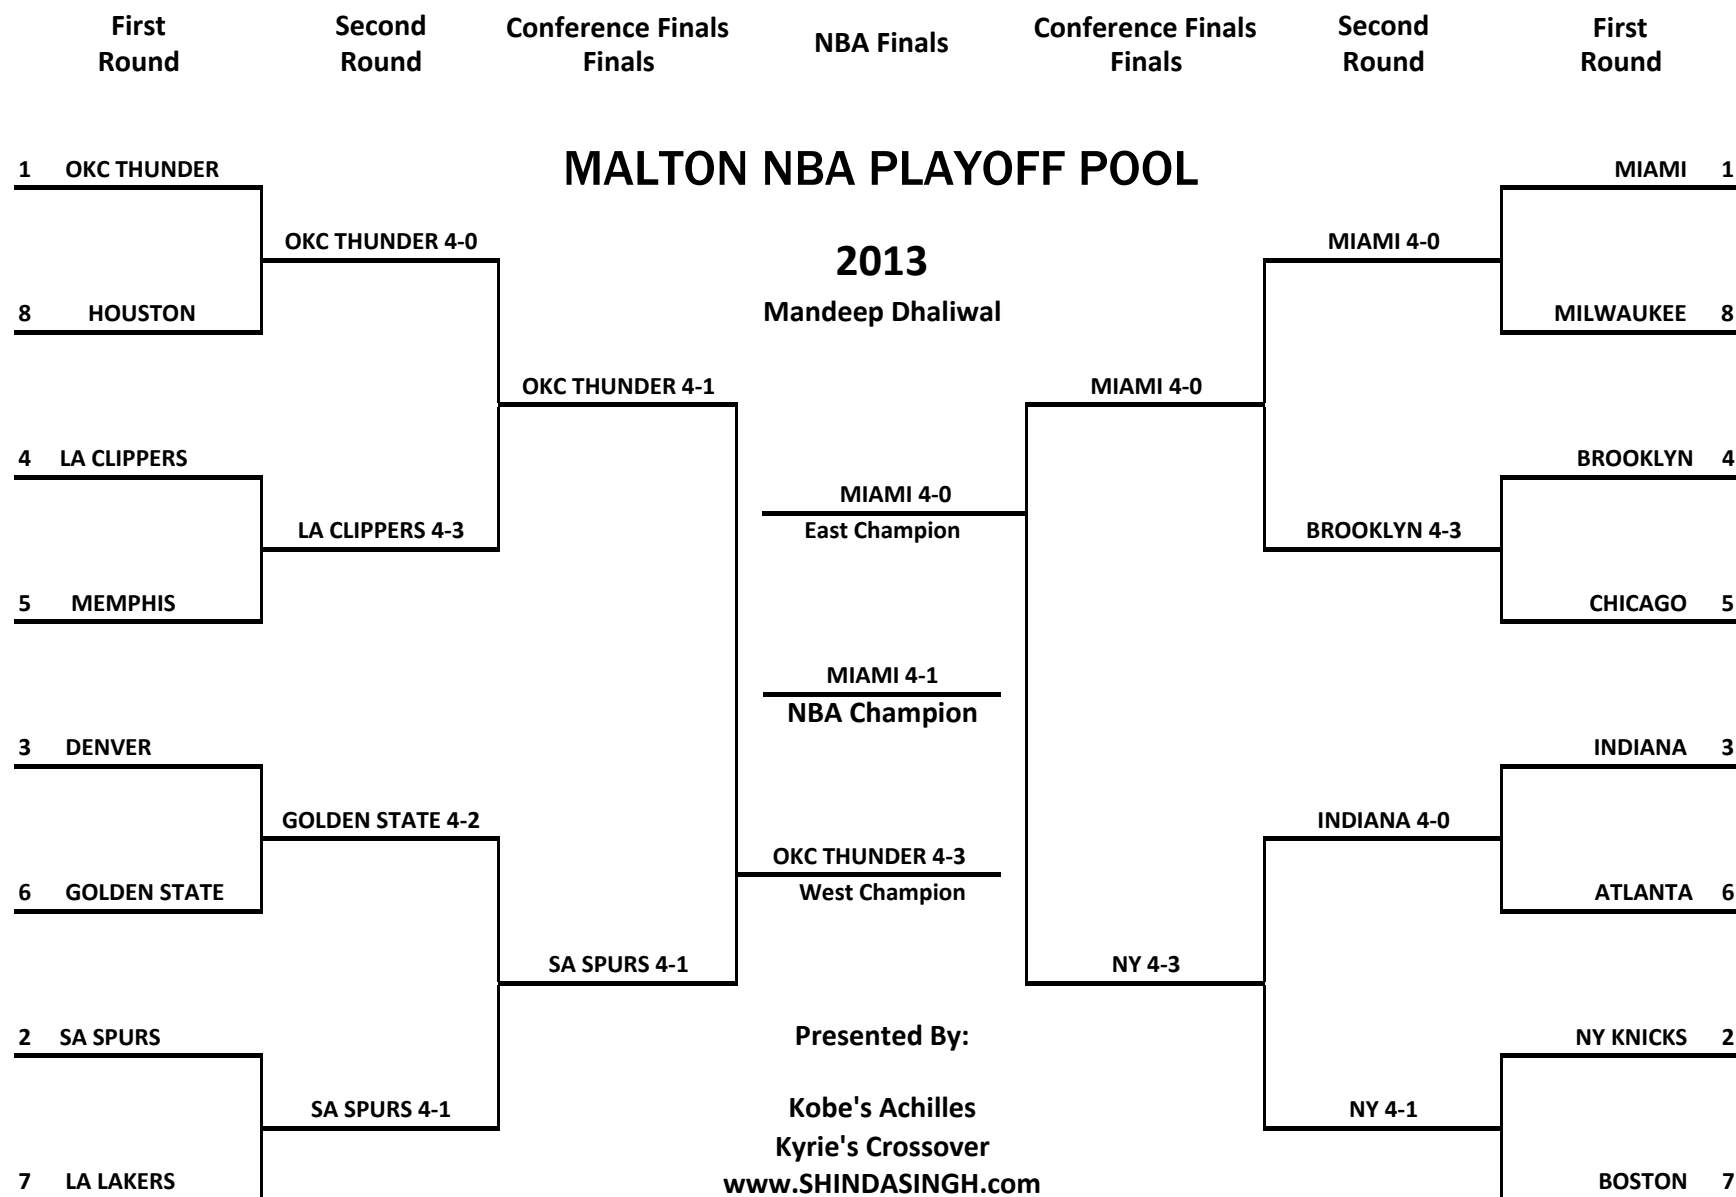 First Second Conference Finals NBA Finals Conference Finals Second First
Round Round Finals Finals Round Round
MALTON NBA PLAYOFF POOL
1 OKC THUNDER MIAMI 1
OKC THUNDER 4-0 2013 MIAMI 4-0
8 HOUSTON Mandeep Dhaliwal MILWAUKEE 8
OKC THUNDER 4-1 MIAMI 4-0
4 LA CLIPPERS BROOKLYN 4
MIAMI 4-0
LA CLIPPERS 4-3 East Champion BROOKLYN 4-3
5 MEMPHIS CHICAGO 5
MIAMI 4-1
NBA Champion
3 DENVER INDIANA 3
GOLDEN STATE 4-2 INDIANA 4-0
OKC THUNDER 4-3
6 GOLDEN STATE West Champion ATLANTA 6
SA SPURS 4-1 NY 4-3
2 SA SPURS Presented By: NY KNICKS 2
SA SPURS 4-1 Kobe's Achilles NY 4-1
Kyrie's Crossover
7 LA LAKERS www.SHINDASINGH.com BOSTON 7